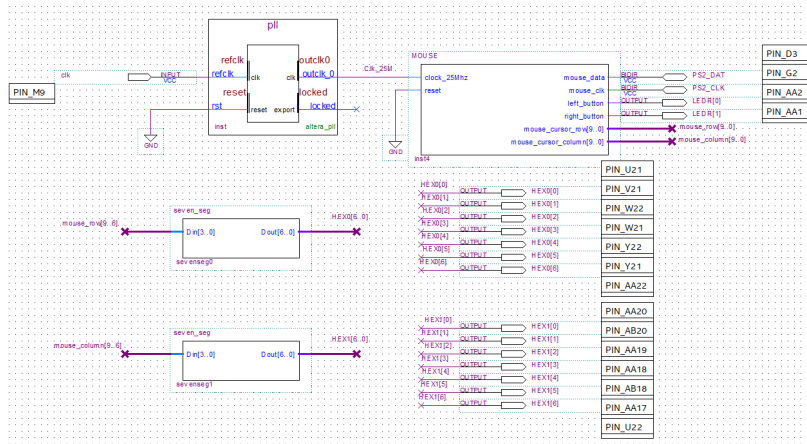 pll
MOUSE
refclk
outclk0
clk
INPUT
VCC
refclk
clk
clk
outclk_0
Clk_25M
clock_25Mhz
mouse_data
BIDIR
VCC
PS2_DAT
PIN_D3
PIN_M9
reset
locked
reset
mouse_clk
BIDIR
VCC
PS2_CLK
PIN_G2
rst
reset
export
locked
left_button
OUTPUT
LEDR[0]
PIN_AA2
right_button
OUTPUT
LEDR[1]
PIN_AA1
inst
altera_pll
mouse_cursor_row[9..0]
mouse_row[9..0]
GND
GND
mouse_cursor_column[9..0]
mouse_column[9..0]
inst4
PIN_U21
HEX0[0]
OUTPUT
HEX0[0]
PIN_V21
HEX0[1]
OUTPUT
HEX0[1]
PIN_W22
seven_seg
HEX0[2]
OUTPUT
HEX0[2]
mouse_row[9..6]
Din[3..0]
Dout[6..0]
HEX0[6..0]
HEX0[3]
OUTPUT
HEX0[3]
PIN_W21
HEX0[4]
OUTPUT
HEX0[4]
PIN_Y22
HEX0[5]
OUTPUT
HEX0[5]
PIN_Y21
sevenseg0
HEX0[6]
OUTPUT
HEX0[6]
PIN_AA22
PIN_AA20
HEX1[0]
OUTPUT
HEX1[0]
PIN_AB20
seven_seg
HEX1[1]
OUTPUT
HEX1[1]
mouse_column[9..6]
Din[3..0]
Dout[6..0]
HEX1[6..0]
HEX1[2]
OUTPUT
HEX1[2]
PIN_AA19
HEX1[3]
OUTPUT
HEX1[3]
PIN_AA18
HEX1[4]
OUTPUT
HEX1[4]
PIN_AB18
sevenseg1
HEX1[5]
OUTPUT
HEX1[5]
PIN_AA17
HEX1[6]
OUTPUT
HEX1[6]
PIN_U22